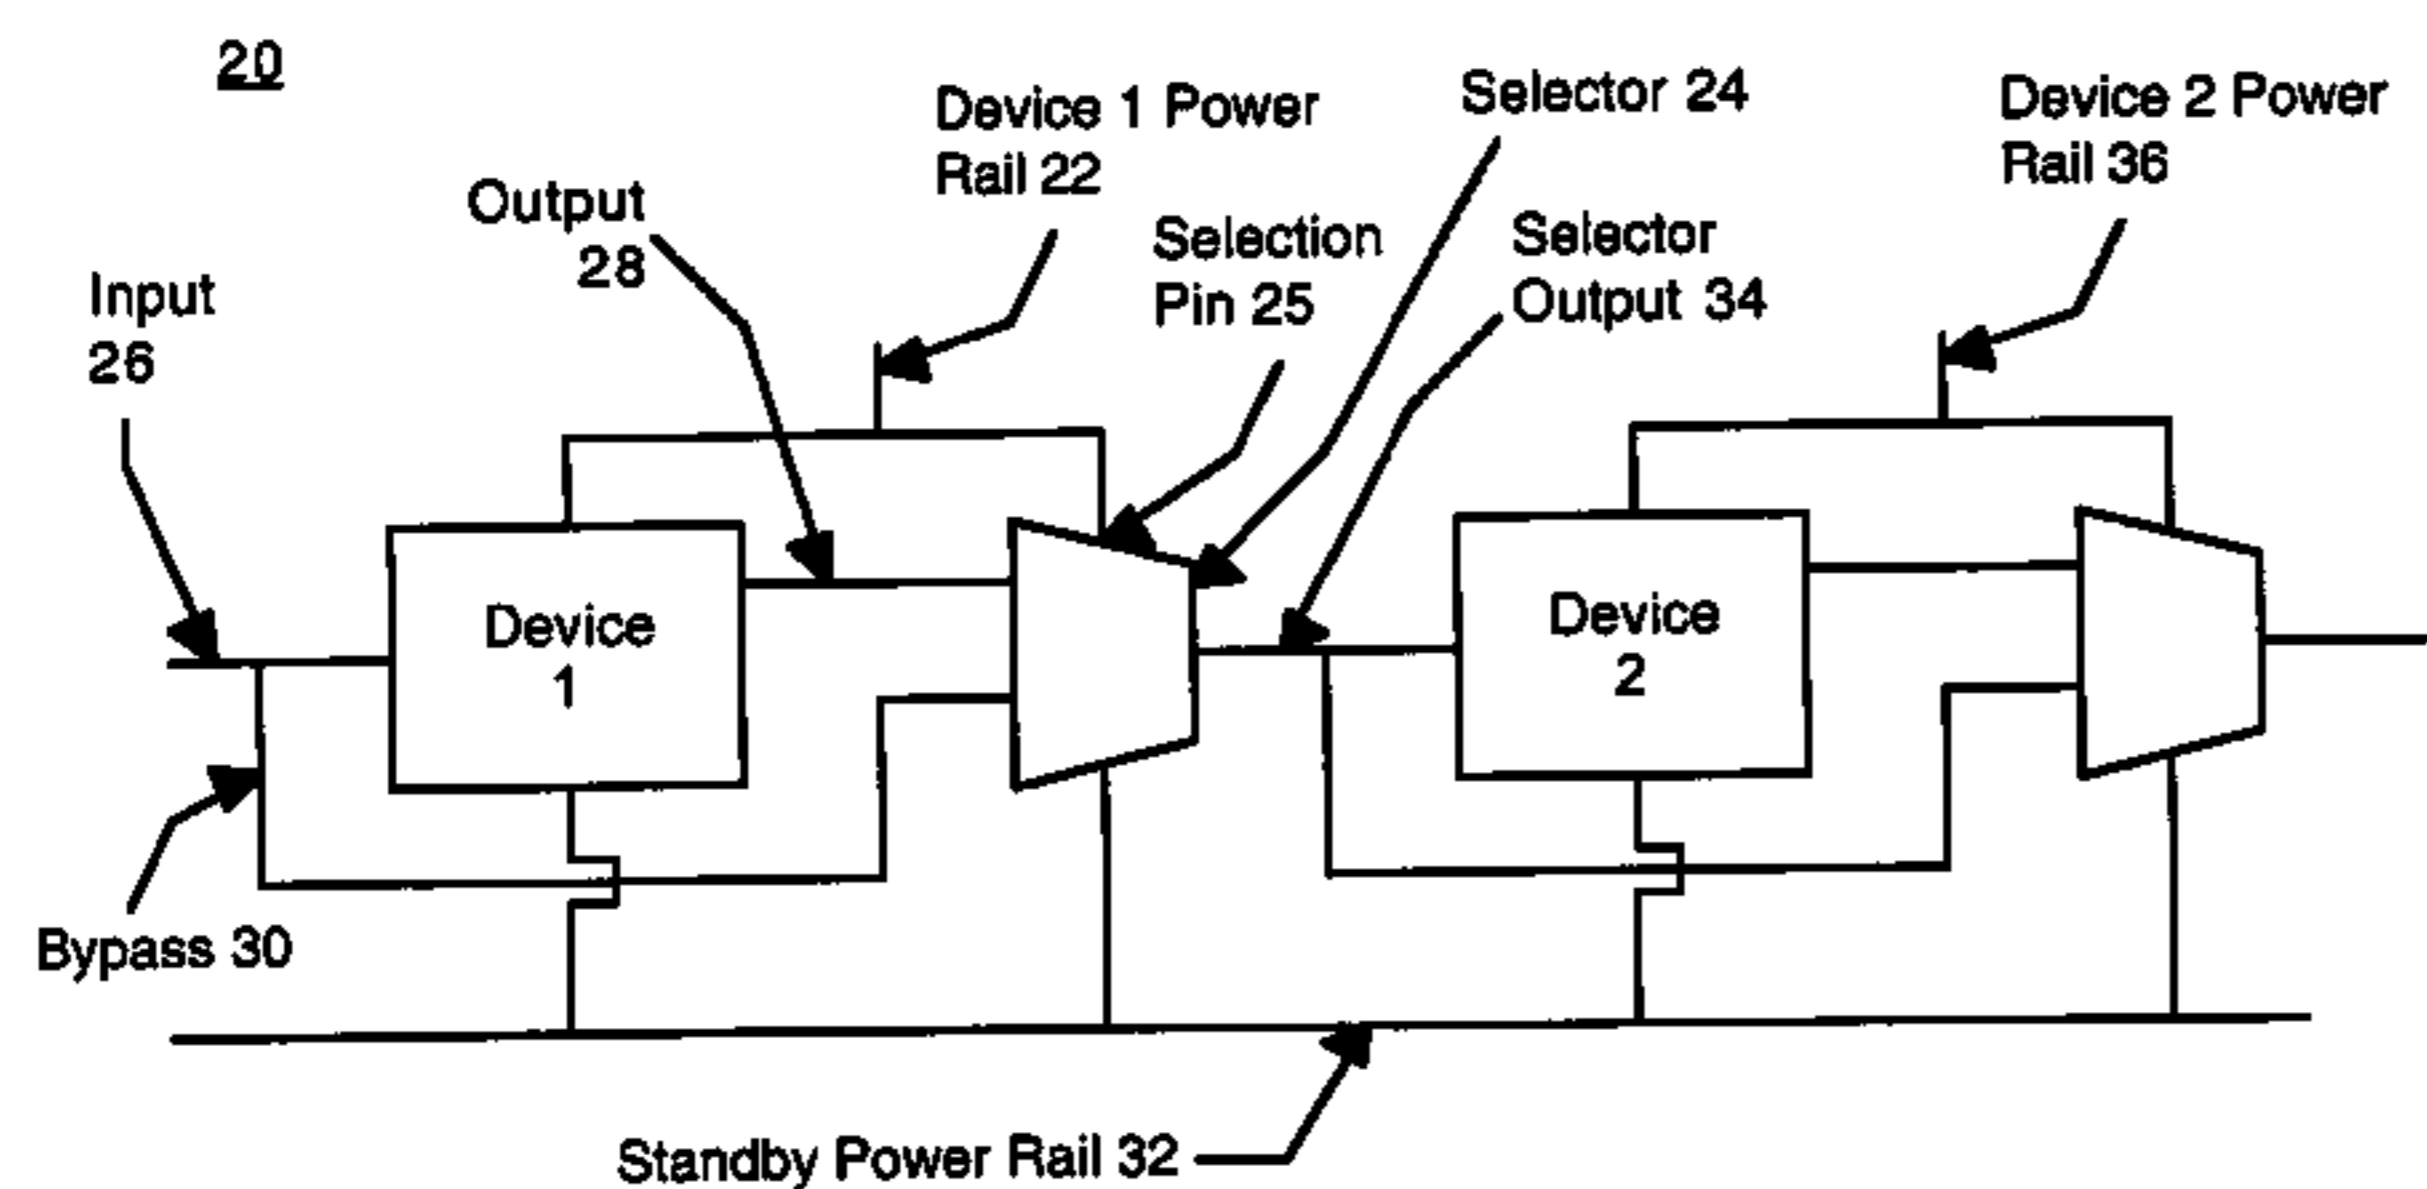 20
Device 1 Power
Rail 22
Selector 24
Device 2 Power
Rail 36
Output
28
Selection
Pin 25
Selector
Output 34
Input
26
Device
1
Device
2
Bypass 30
Standby Power Rail 32